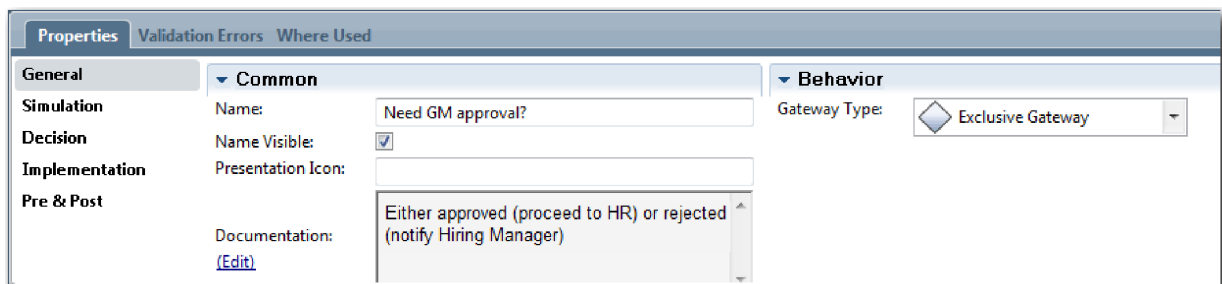 Properties Validation Errors Where Used
General
Simulation
Decision
Implementation
Pre & Post
Common
Name: Need GM approval?
Name Visible:
Presentation Icon:
Documentation:
(Edit)
Either approved (proceed to HR) or rejected
(notify Hiring Manager)
Behavior
Gateway Type: Exclusive Gateway